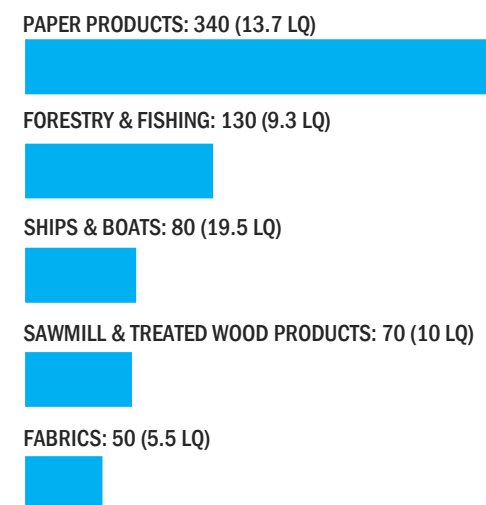 PAPER PRODUCTS: 340 (13.7 LQ)
FORESTRY & FISHING: 130 (9.3 LQ)
SHIPS & BOATS: 80 (19.5 LQ)
SAWMILL & TREATED WOOD PRODUCTS: 70 (10 LQ)
FABRICS: 50 (5.5 LQ)